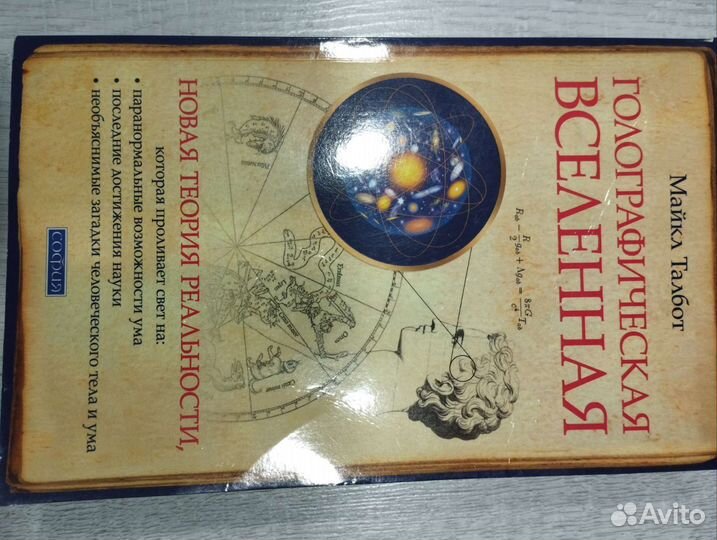 Майкл Талбот
ГОЛОГРАФИЧЕСКАЯ
ВСЕЛЕННАЯ
НОВАЯ ТЕОРИЯ РЕАЛЬНОСТИ,
которая проливает свет на:
• паранормальные возможности ума
• последние достижения науки
• необъяснимые загадки человеческого тела и ума
СОФИЯ
Avito